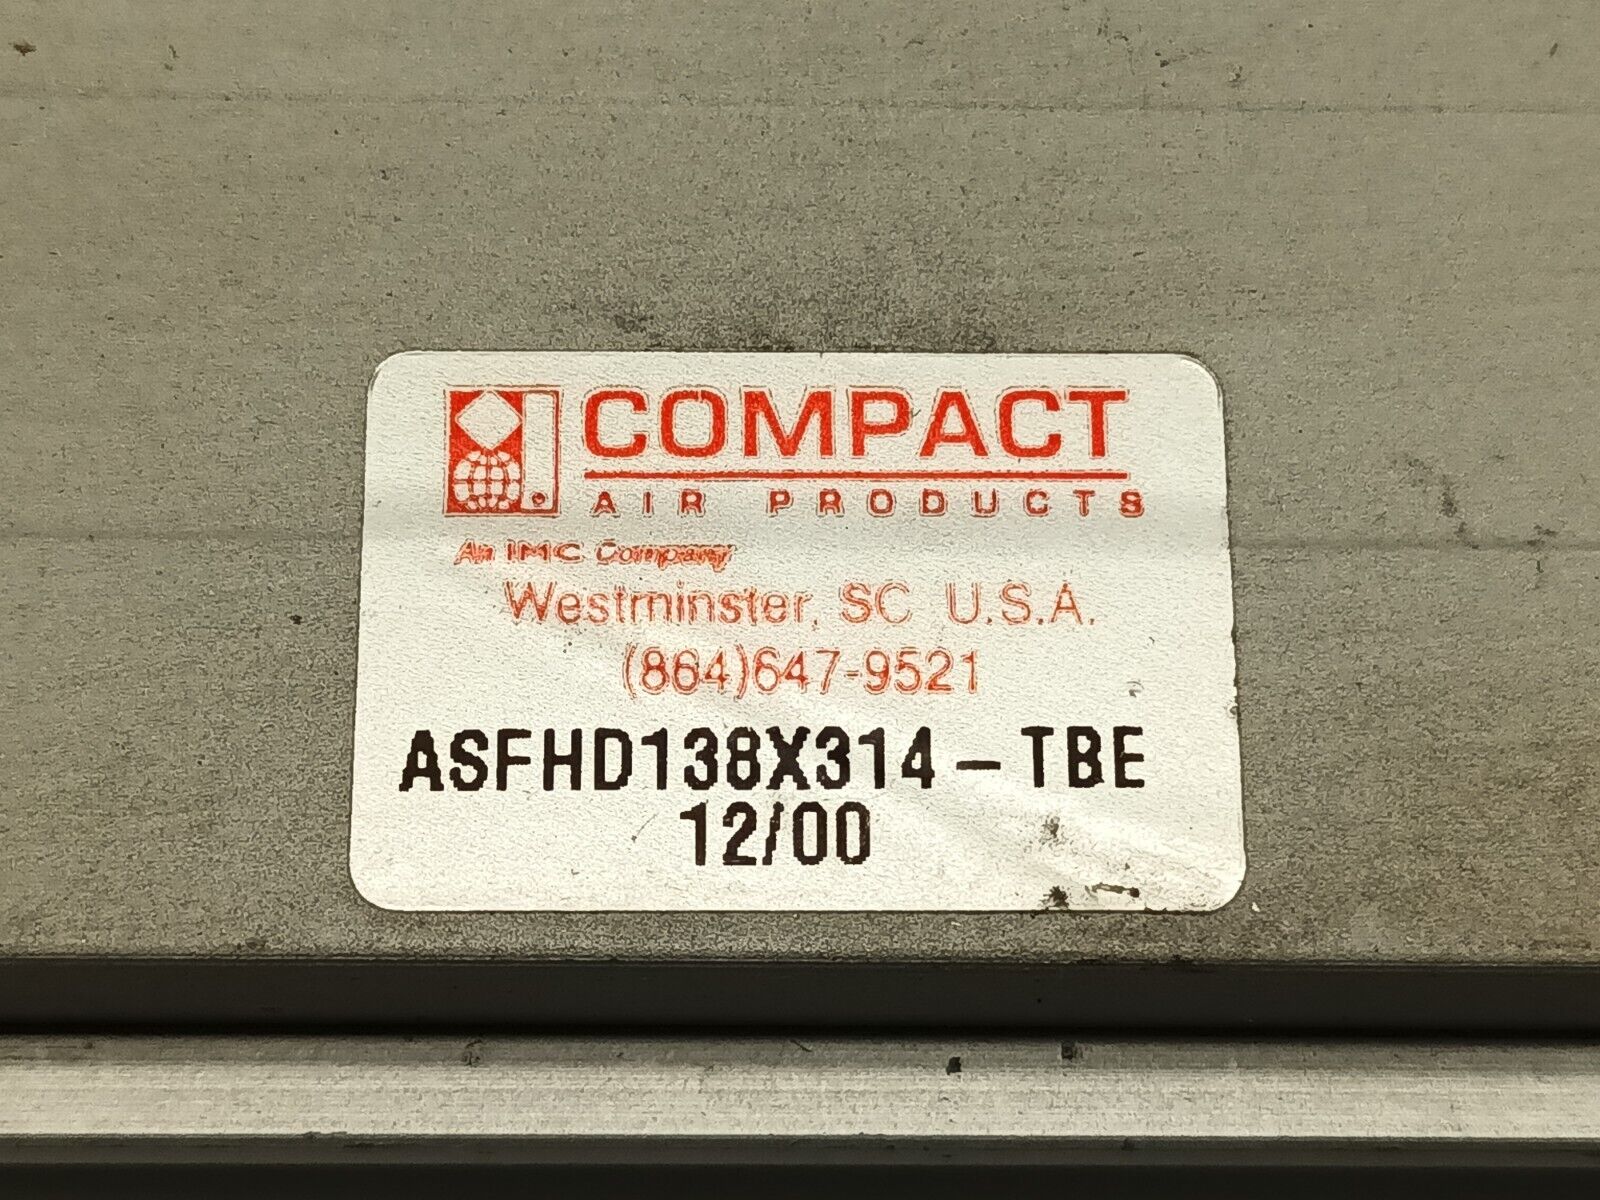 COMPACT
AIR PRODUCTS
An IMC Company
Westminster, SC U.S.A.
(864)647-9521
ASFHD138X314-TBE
12/00